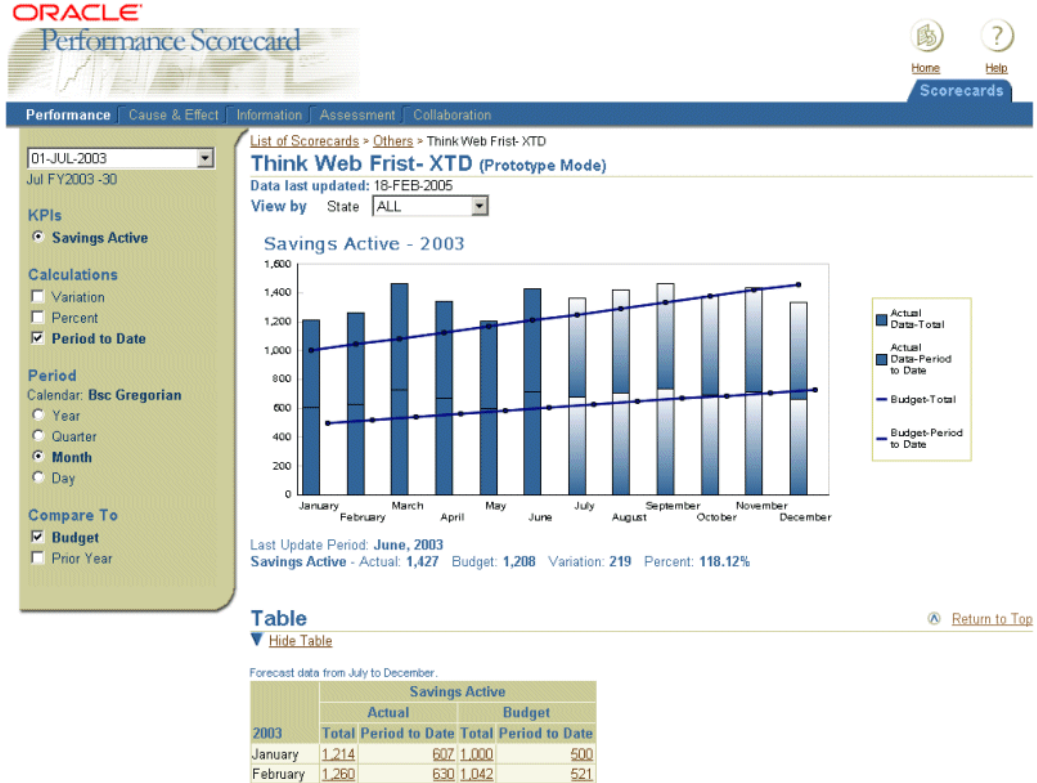 ORACLE
Performance Scorecard
Home
Help
Scorecards
Performance Cause & Effect Information Assessment Collaboration
01-JUL-2003
Jul FY2003 -30
KPIs
Savings Active
Calculations
Variation
Percent
Period to Date
Period
Calendar: Bsc Gregorian
Year
Quarter
Month
Day
Compare To
Budget
Prior Year
List of Scorecards > Others > Think Web Frist- XTD
Think Web Frist- XTD (Prototype Mode)
Data last updated: 18-FEB-2005
View by State ALL
Savings Active - 2003
1,600
1,400
1,200
1,000
800
600
400
200
0
January
February
March
April
May
June
July
August
September
October
November
December
Actual
Data-Total
Actual
Data-Period
to Date
Budget-Total
Budget-Period
to Date
Last Update Period: June, 2003
Savings Active - Actual: 1,427 Budget: 1,208 Variation: 219 Percent: 118.12%
Table
Return to Top
Hide Table
Forecast data from July to December.
Savings Active
Actual Budget
2003 Total Period to Date Total Period to Date
January 1,214 607 1,000 500
February 1,260 630 1,042 521